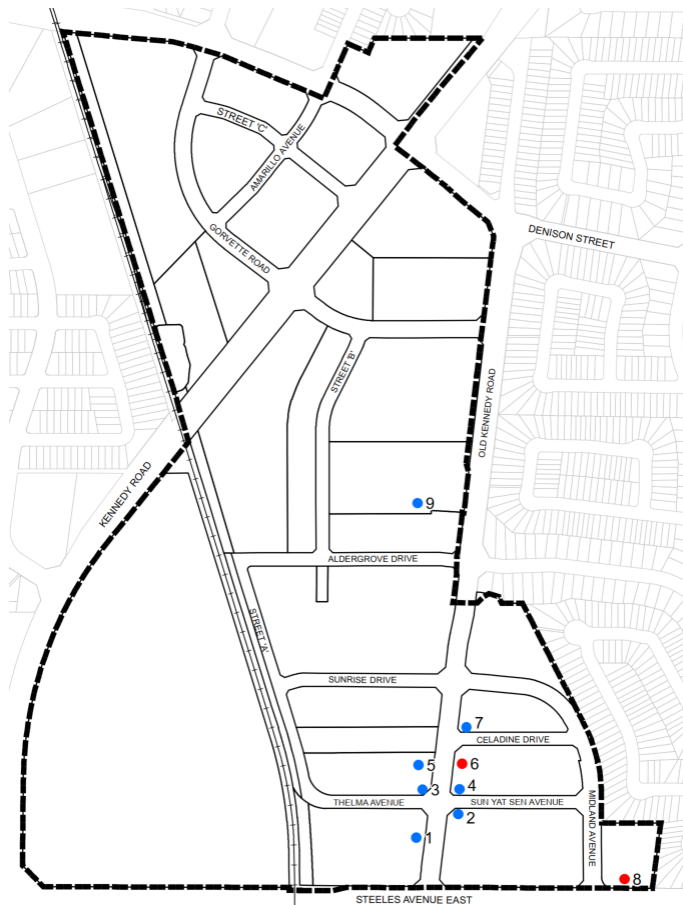 STREET 'C'
AMARILLO AVENUE
GORVETTE ROAD
DENISON STREET
STREET 'B'
OLD KENNEDY ROAD
KENNEDY ROAD
9
ALDERGROVE DRIVE
STREET 'A'
SUNRISE DRIVE
7
CELADINE DRIVE
5
6
3
4
THELMA AVENUE
SUN YAT SEN AVENUE
2
MIDLAND AVENUE
1
8
STEELES AVENUE EAST